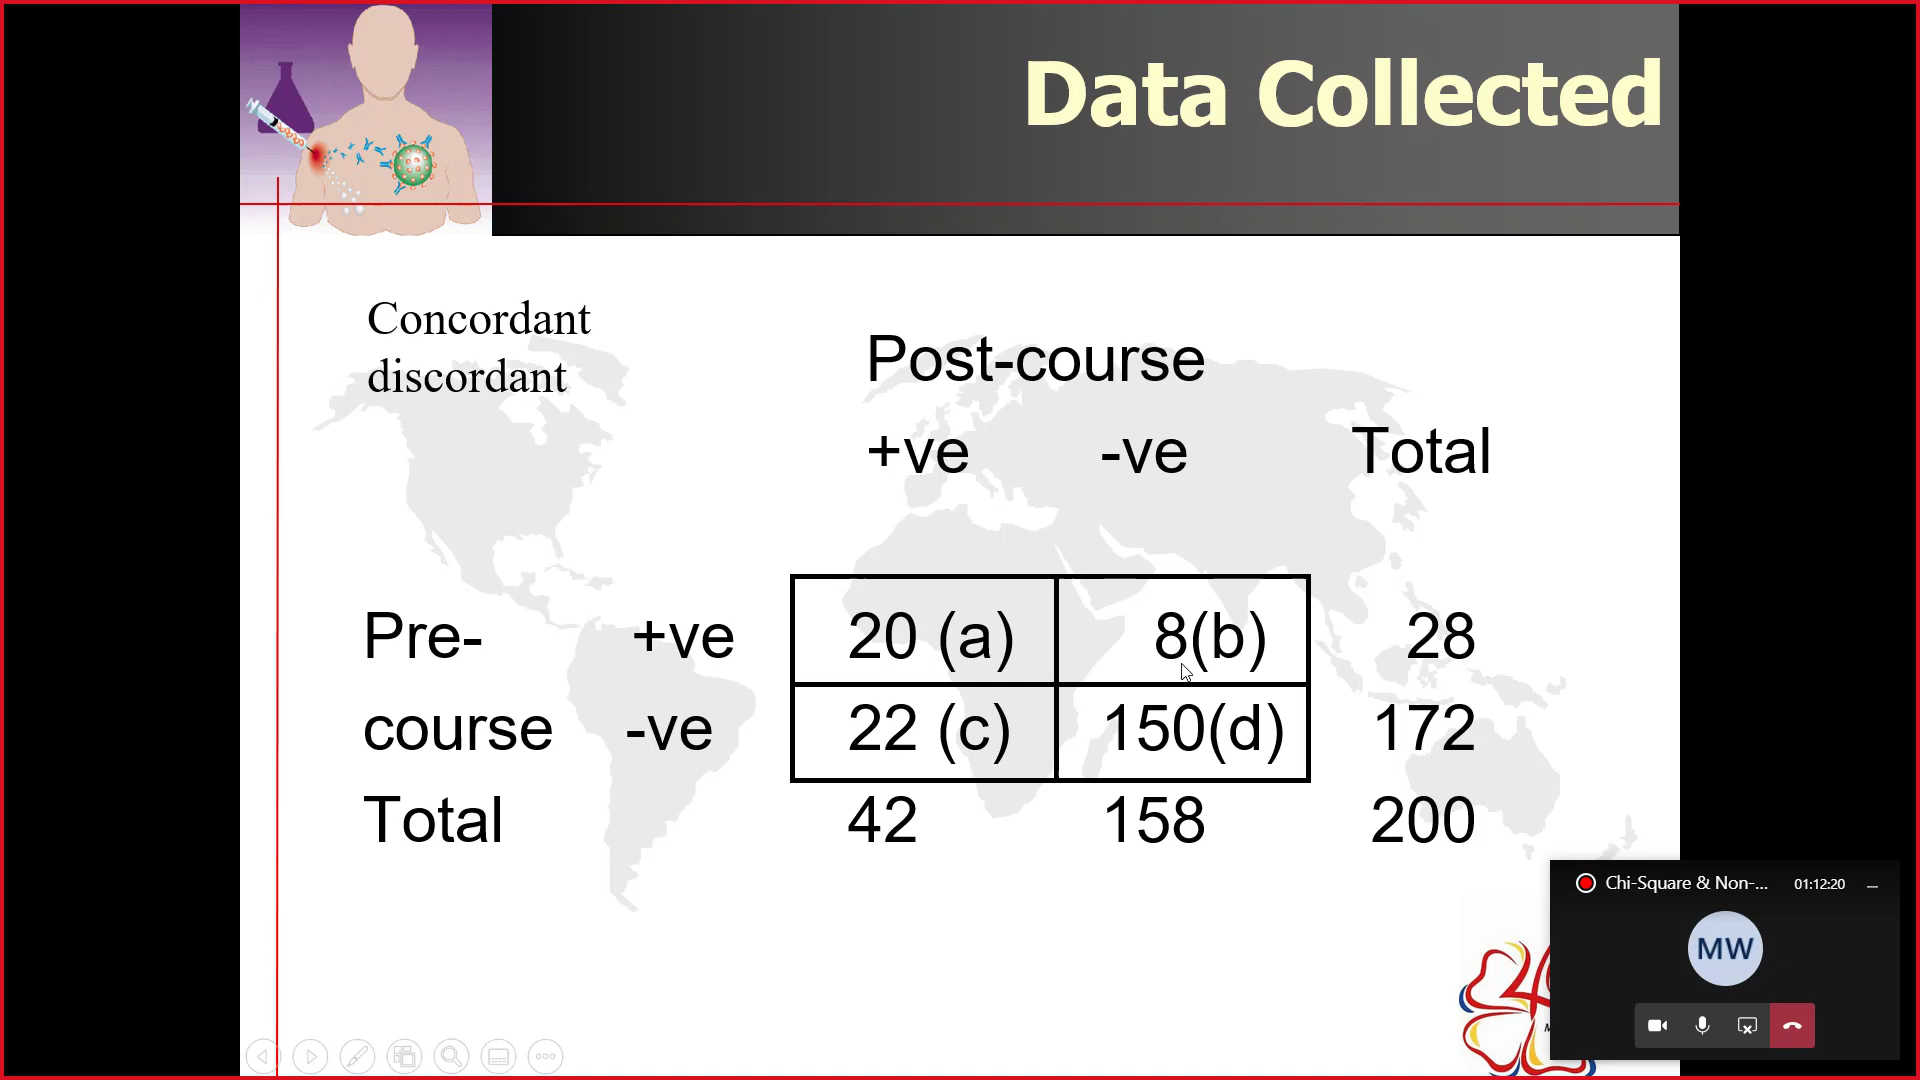 Data Collected
Concordant
discordant
Post-course
+ve -ve Total
Pre- +ve 20 (a) 8(b) 28
course -ve 22 (c) 150(d) 172
Total 42 158 200
Chi-Square & Non-... 01:12:20
MW